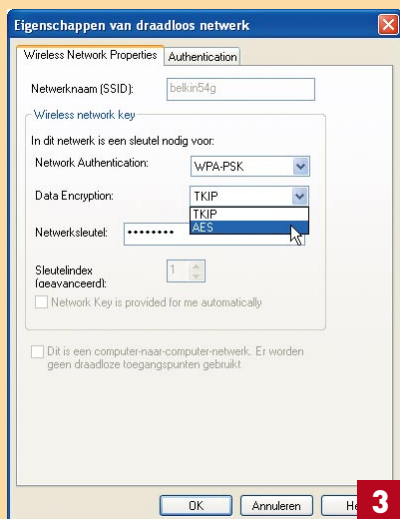 Eigenschappen van draadloos netwerk
Wireless Network Properties Authentication
Netwerknaam (SSID): belkin54g
Wireless network key
In dit netwerk is een sleutel nodig voor:
Network Authentication: WPA-PSK
Data Encryption: TKIP
TKIP
AES
Netwerksleutel: ••••••••
Sleutelindex (geavanceerd): 1
Network Key is provided for me automatically
Dit is een computer-naar-computer-netwerk. Er worden
geen draadloze toegangspunten gebruikt
OK Annuleren
3